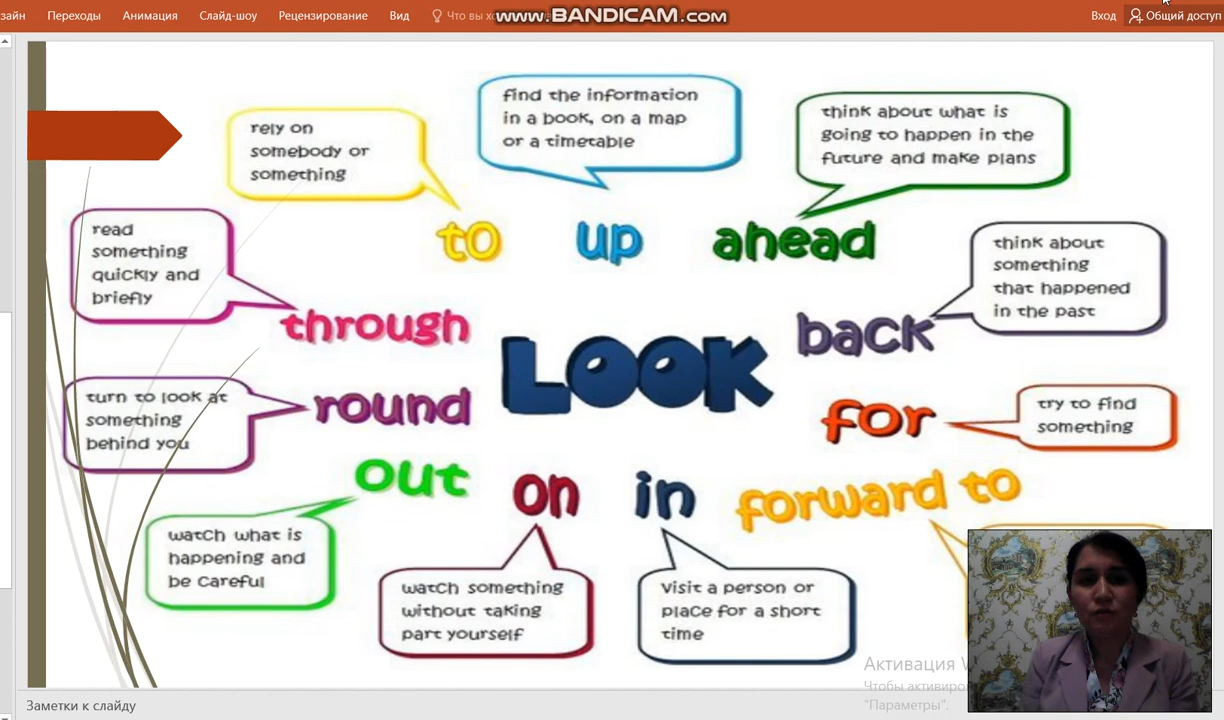 зайн Переходы Анимация Слайд-шоу Рецензирование Вид Что вы www.BANDICAM.com Вход Общий доступ
find the information
in a book, on a map
or a timetable
think about what is
going to happen in the
future and make plans
rely on
somebody or
something
to up ahead
read
something
quickly and
briefly
think about
something
that happened
in the past
through
back
LOOK
turn to look at
something
behind you
round
for
try to find
something
out
on
in
forward to
watch what is
happening and
be careful
watch something
without taking
part yourself
visit a person or
place for a short
time
Активация
Чтобы
"Параметры".
Заметки к слайду